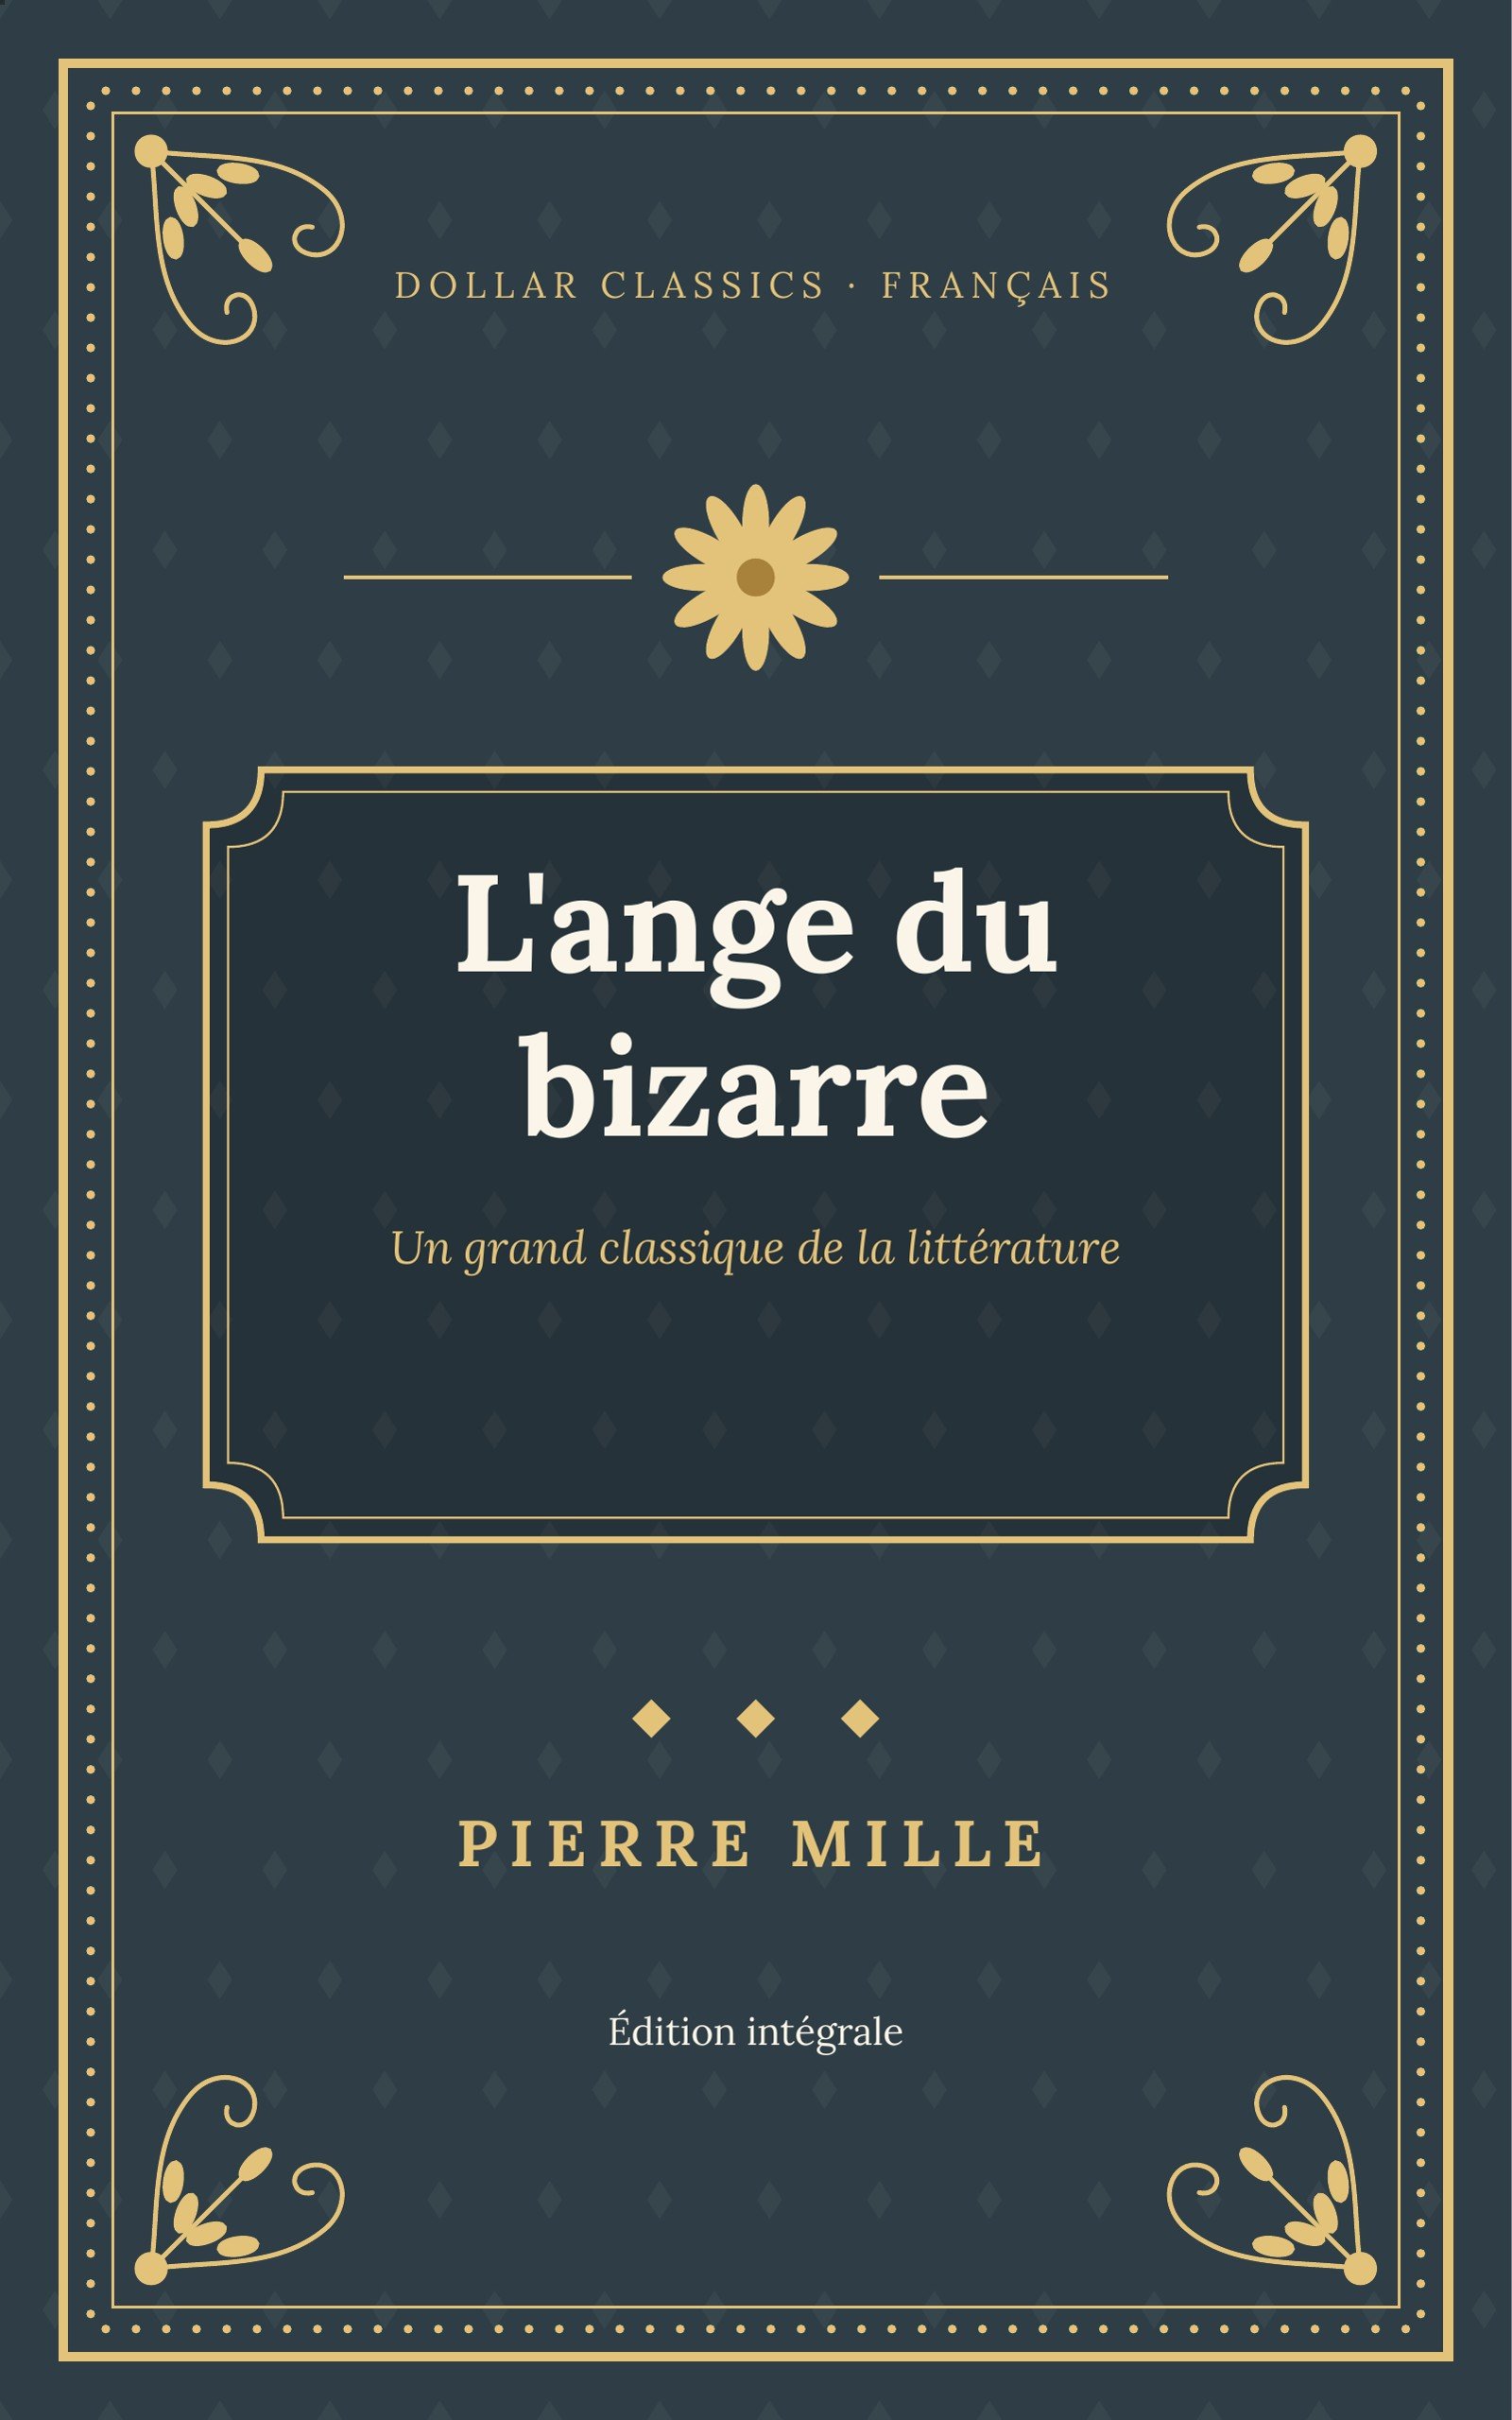 DOLLAR CLASSICS · FRANÇAIS
L'ange du
bizarre
Un grand classique de la littérature
PIERRE MILLE
Édition intégrale